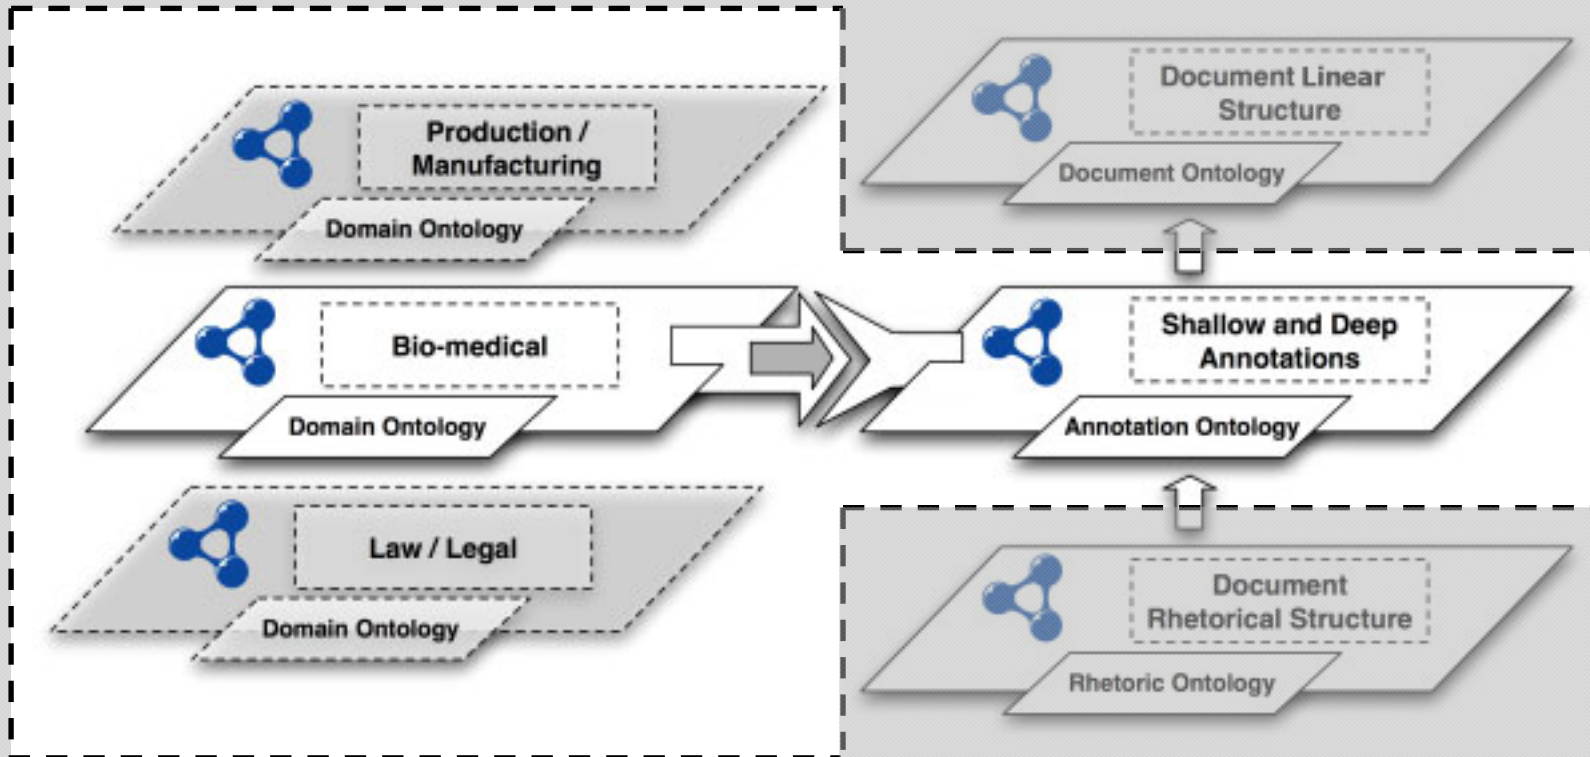 Production /
Manufacturing
Domain Ontology
Bio-medical
Domain Ontology
Law / Legal
Domain Ontology
Document Linear
Structure
Document Ontology
Shallow and Deep
Annotations
Annotation Ontology
Document
Rhetorical Structure
Rhetoric Ontology